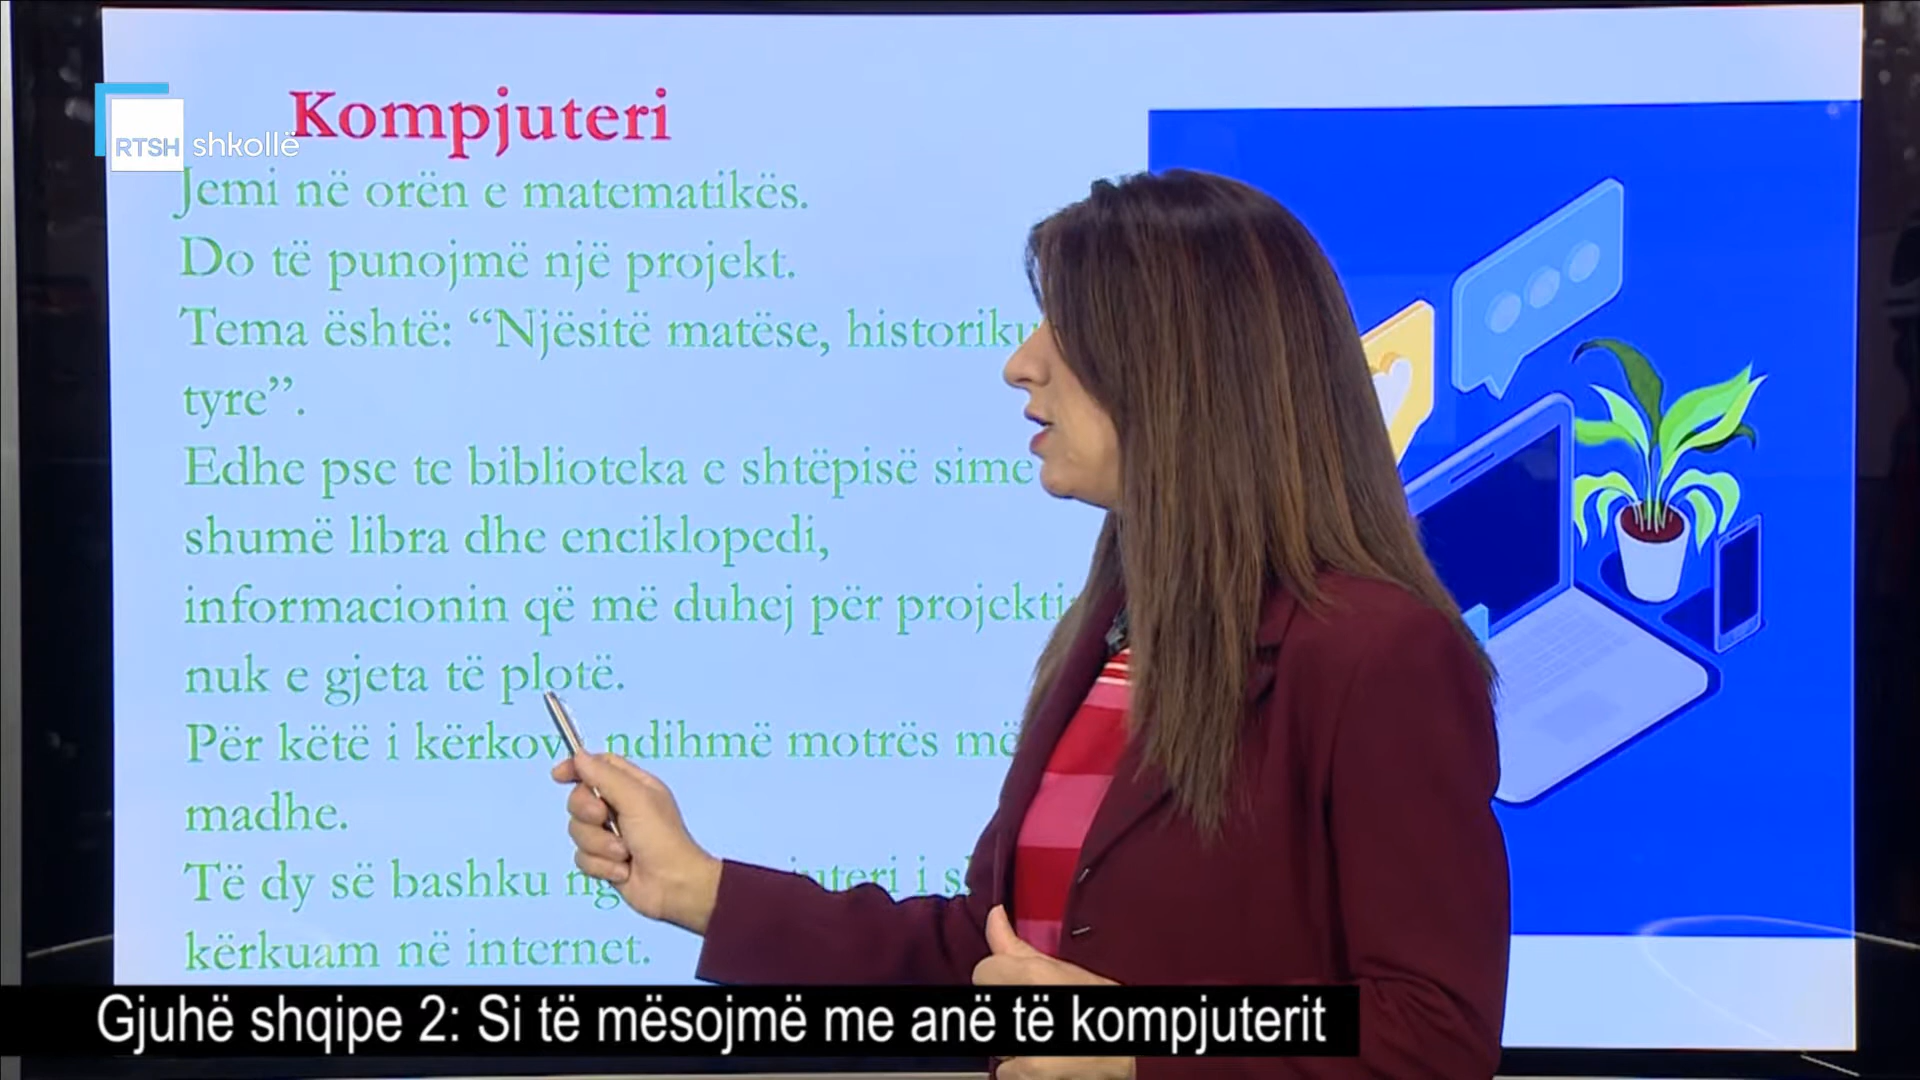 Kompjuteri
RTSH shkollë
Jemi në orën e matematikës.
Do të punojmë një projekt.
Tema është: “Njësitë matëse,
tyre”.
Edhe pse te biblioteka e shtëpisë sime
shumë libra dhe enciklopedi,
informacionin që më duhej për
nuk e gjeta të plotë.
Për këtë i kërkova ndihmë motrës
madhe.
Të dy së bashku
kërkuam në internet.
Gjuhë shqipe 2: Si të mësojmë me anë të kompjuterit